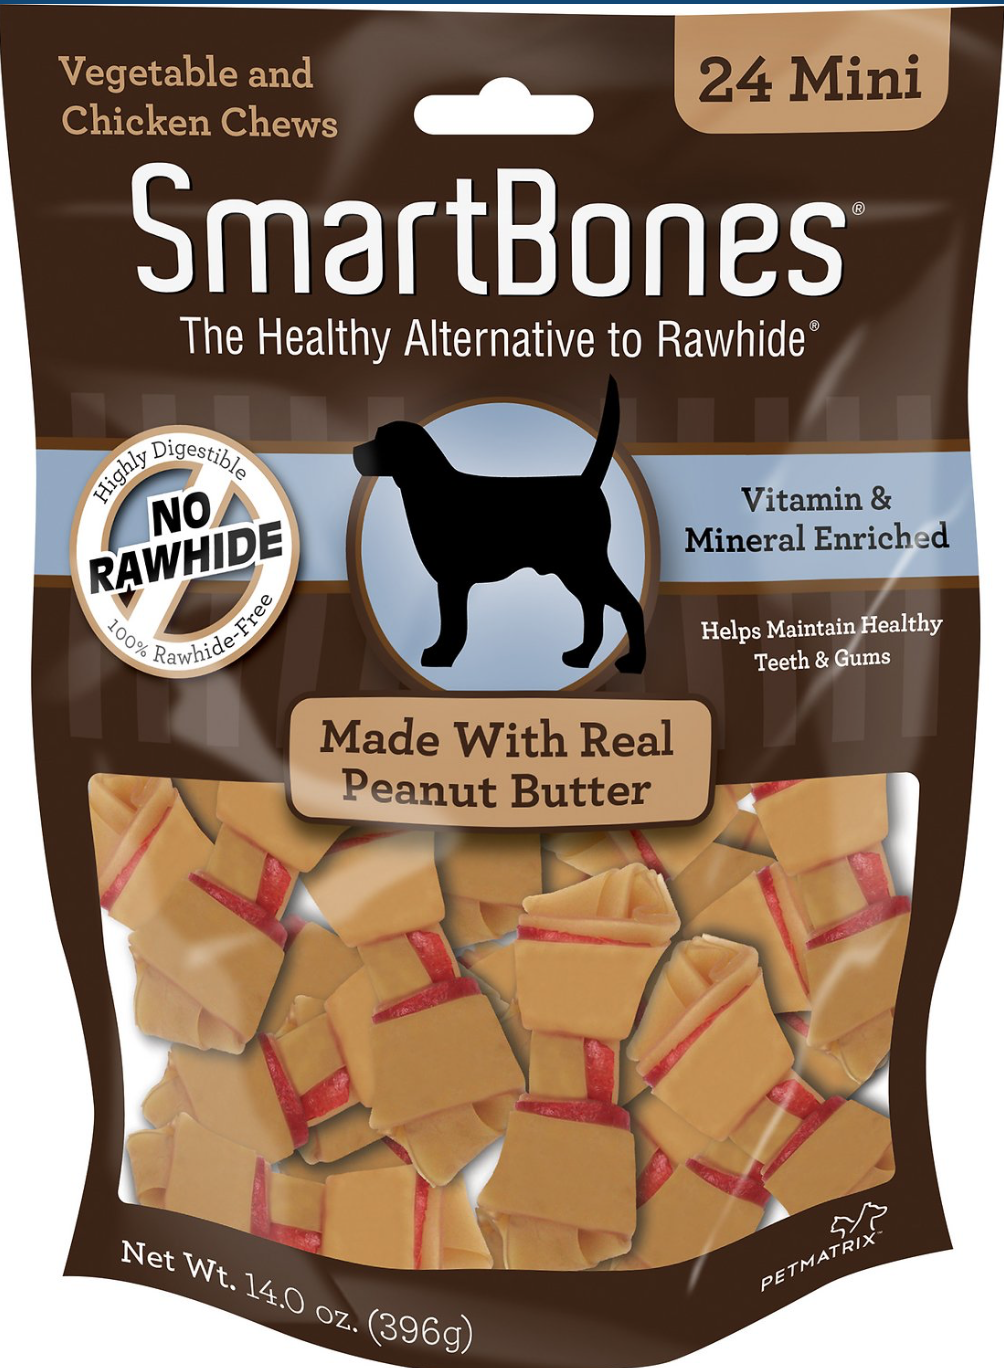 Vegetable and
Chicken Chews
24 Mini
SmartBones®
The Healthy Alternative to Rawhide®
Highly Digestible
NO
RAWHIDE
100% Rawhide-Free
Vitamin &
Mineral Enriched
Helps Maintain Healthy
Teeth & Gums
Made With Real
Peanut Butter
Net Wt. 14.0 oz. (396g)
PETMATRIX™